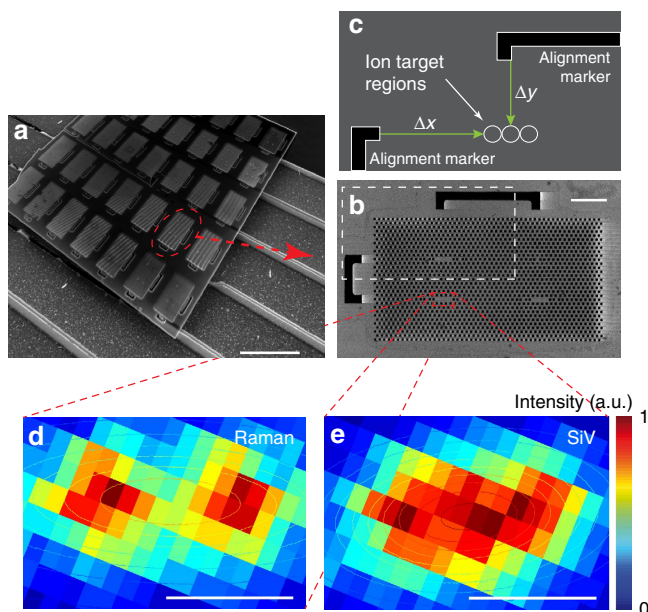 c
Ion target
regions
Alignment
marker
Δy
Δx
Alignment marker
a
b
Intensity (a.u.)
d
Raman
e
SiV
1
0